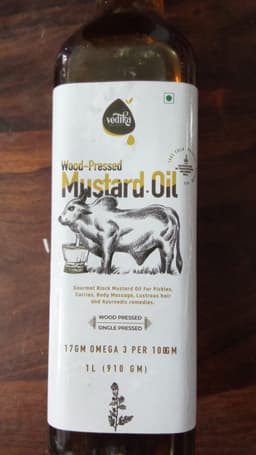 vedika
Wood-Pressed
Mustard Oil
Gourmet Black Mustard Oil For Pickles,
Curries, Body Massage, Lustrous hair
and Ayurvedic remedies.
WOOD PRESSED
SINGLE PRESSED
17GM OMEGA 3 PER 100GM
1L (910 GM)